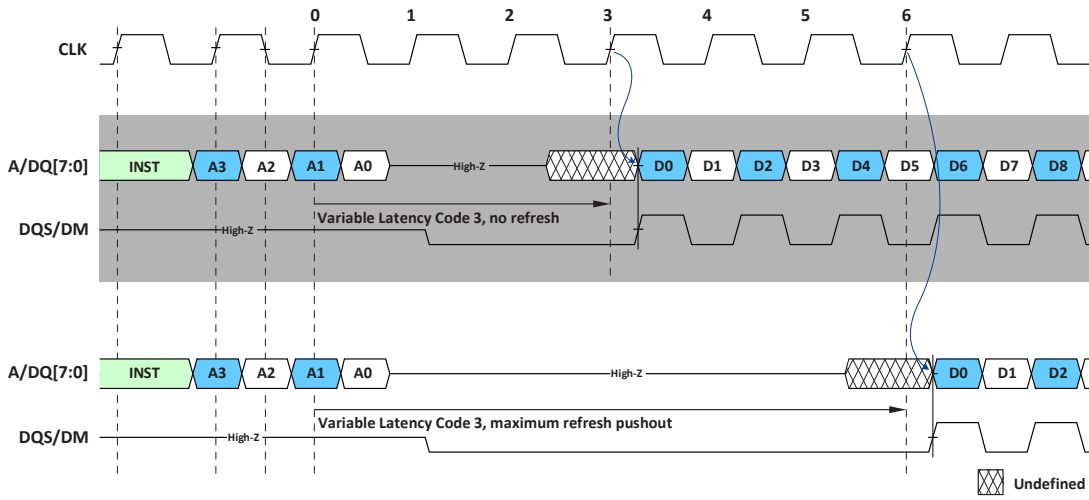 0 1 2 3 4 5 6
CLK
A/DQ[7:0] INST A3 A2 A1 A0 High-Z D0 D1 D2 D3 D4 D5 D6 D7 D8
Variable Latency Code 3, no refresh
DQS/DM High-Z
A/DQ[7:0] INST A3 A2 A1 A0 High-Z D0 D1 D2
Variable Latency Code 3, maximum refresh pushout
DQS/DM High-Z
Undefined